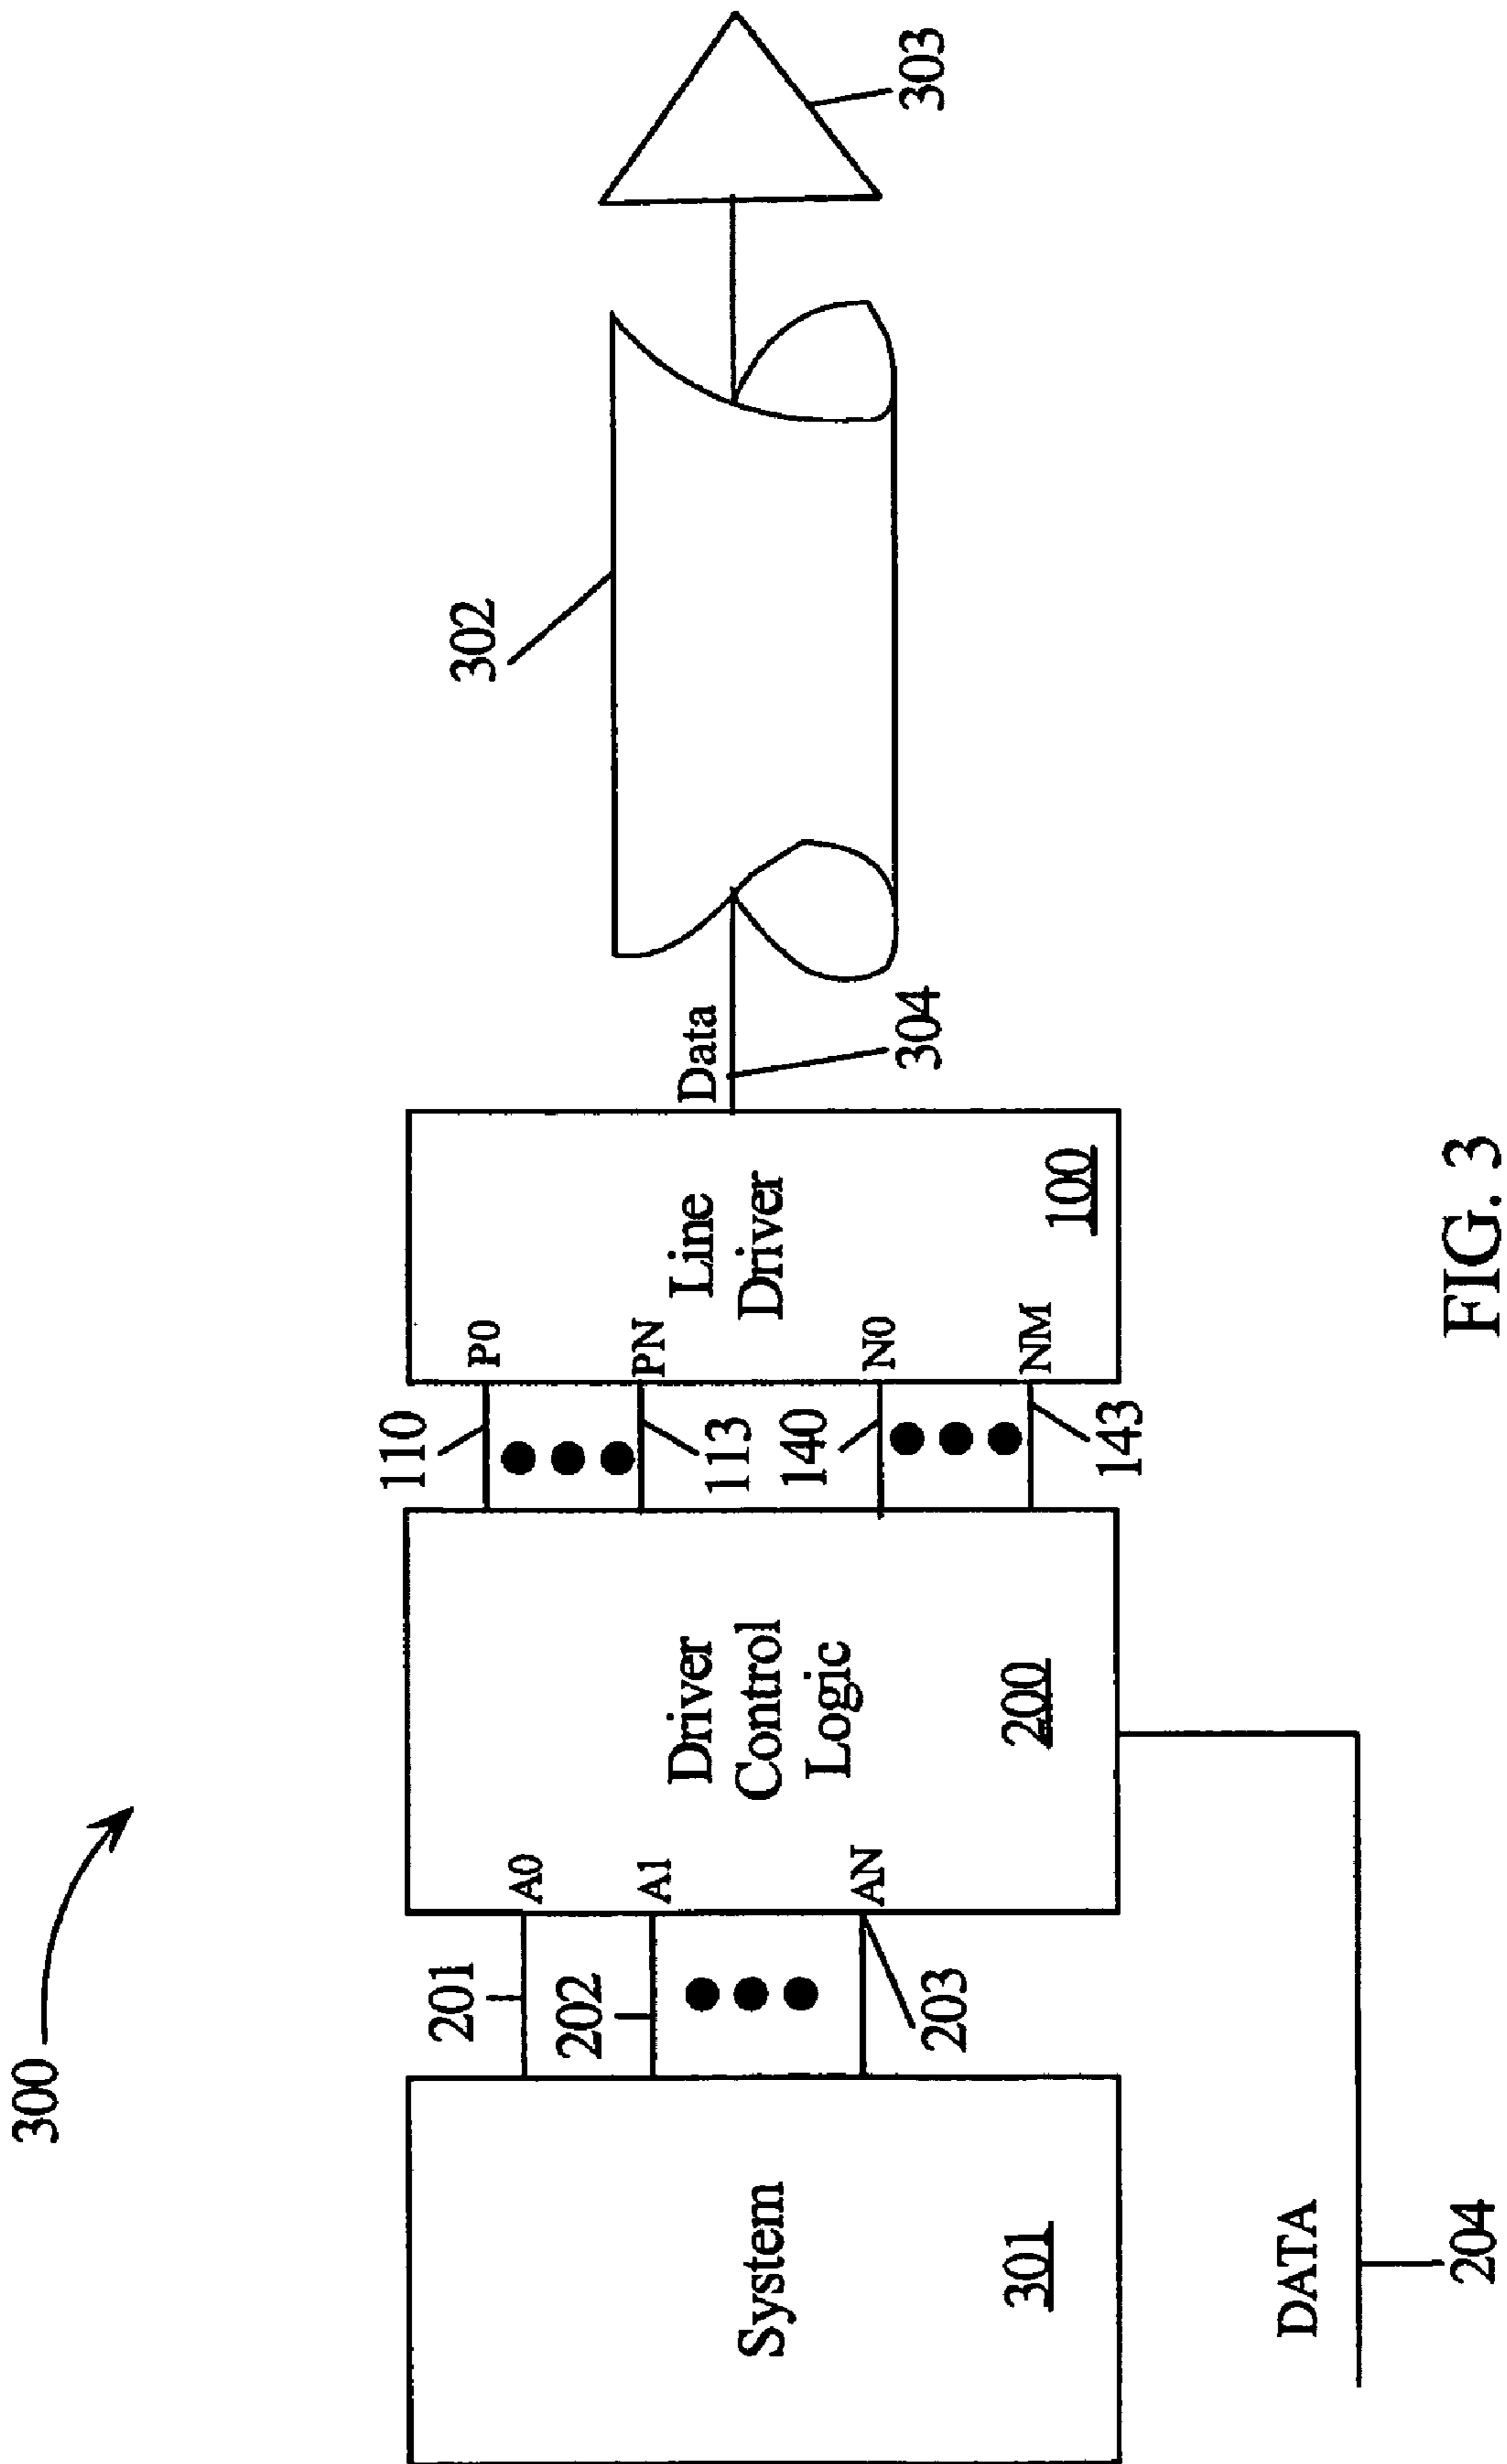 300
System
301
201
202
203
A0
A1
AN
Driver
Control
Logic
200
DATA
204
110
113
140
143
P0
PN
N0
NM
Line
Driver
100
Data
304
302
303
FIG. 3